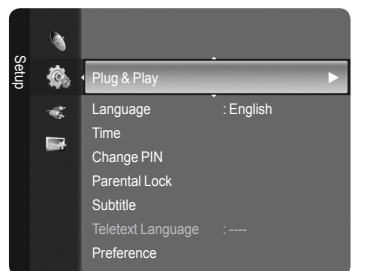 Setup
Plug & Play
Language : English
Time
Change PIN
Parental Lock
Subtitle
Teletext Language : ----
Preference